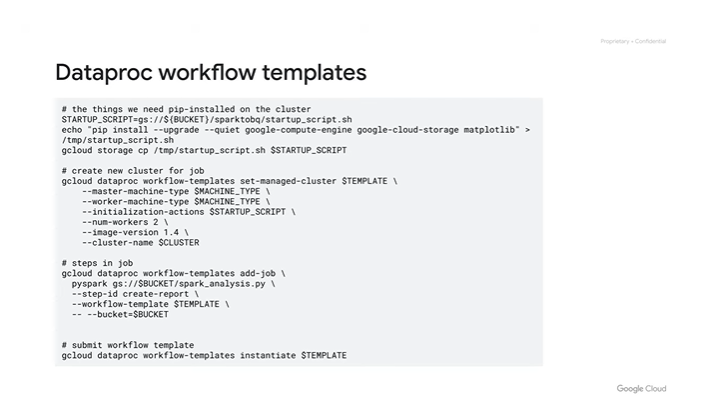 Proprietary + Confidential
Dataproc workflow templates
# the things we need pip-installed on the cluster
STARTUP_SCRIPT=gs://${BUCKET}/sparktobq/startup_script.sh
echo "pip install --upgrade --quiet google-compute-engine google-cloud-storage matplotlib" >
/tmp/startup_script.sh
gcloud storage cp /tmp/startup_script.sh $STARTUP_SCRIPT
# create new cluster for job
gcloud dataproc workflow-templates set-managed-cluster $TEMPLATE \
--master-machine-type $MACHINE_TYPE \
--worker-machine-type $MACHINE_TYPE \
--initialization-actions $STARTUP_SCRIPT \
--num-workers 2 \
--image-version 1.4 \
--cluster-name $CLUSTER
# steps in job
gcloud dataproc workflow-templates add-job \
pyspark gs://$BUCKET/spark_analysis.py \
--step-id create-report \
--workflow-template $TEMPLATE \
-- --bucket=$BUCKET
# submit workflow template
gcloud dataproc workflow-templates instantiate $TEMPLATE
Google Cloud